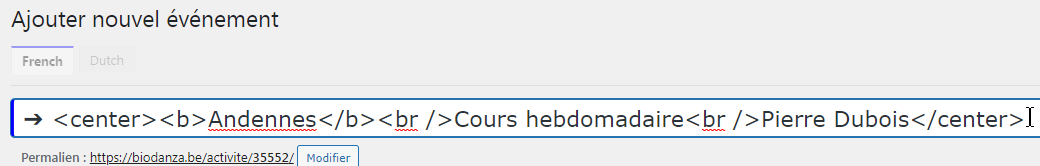 Ajouter nouvel événement
French Dutch
➔ <center><b>Andennes</b><br />Cours hebdomadaire<br />Pierre Dubois</center>
Permalien : https://biodanza.be/activite/35552/ Modifier